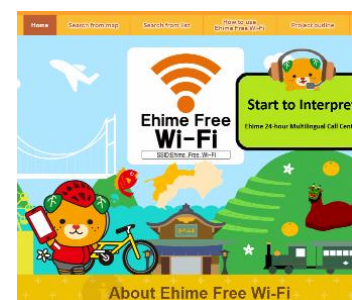 Home
Search from map
Search from list
How to use
Ehime Free Wi-Fi
Project outline
Ehime Free
Wi-Fi
SSID:Ehime_Free_Wi-Fi
Start to Interpre
Ehime 24-hour Multilingual Call Cent
About Ehime Free Wi-Fi